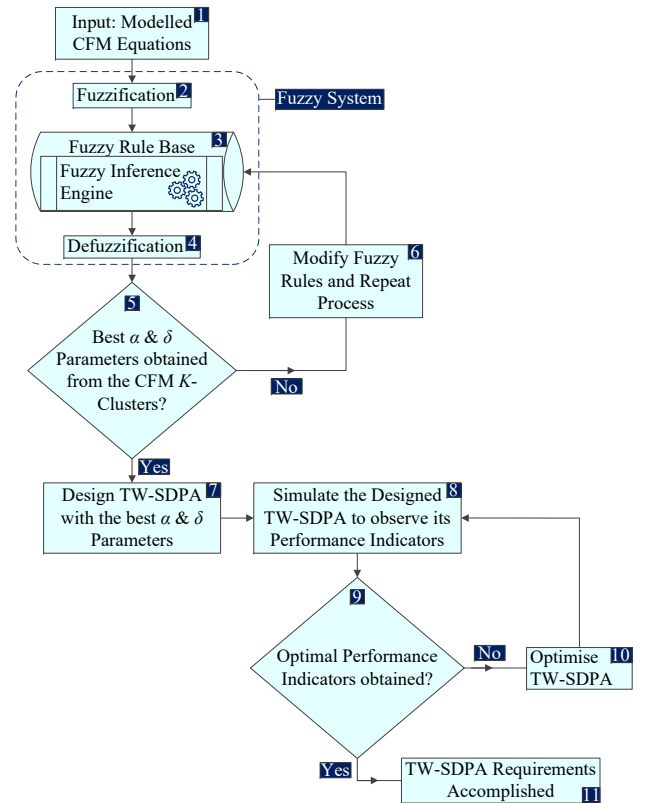 1
Input: Modelled
CFM Equations
Fuzzification 2
Fuzzy System
3
Fuzzy Rule Base
Fuzzy Inference
Engine
Defuzzification 4
6
Modify Fuzzy
Rules and Repeat
Process
5
Best α & δ
Parameters obtained
from the CFM K-
Clusters?
No
Yes
7
Design TW-SDPA
with the best α & δ
Parameters
8
Simulate the Designed
TW-SDPA to observe its
Performance Indicators
9
Optimal Performance
Indicators obtained?
No
10
Optimise
TW-SDPA
Yes
TW-SDPA Requirements
Accomplished
11